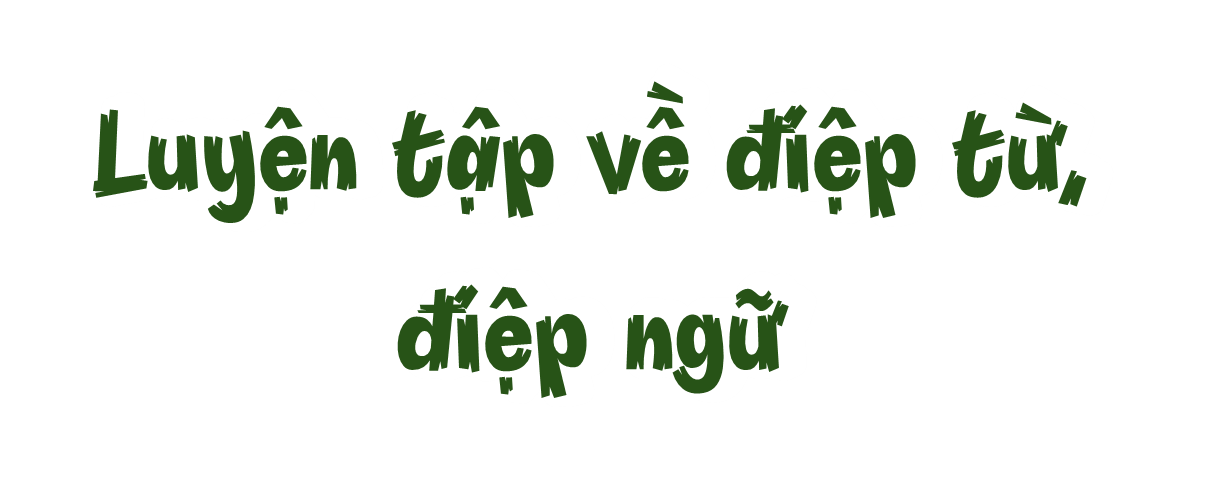 Luyện tập về điệp từ,
điệp ngữ